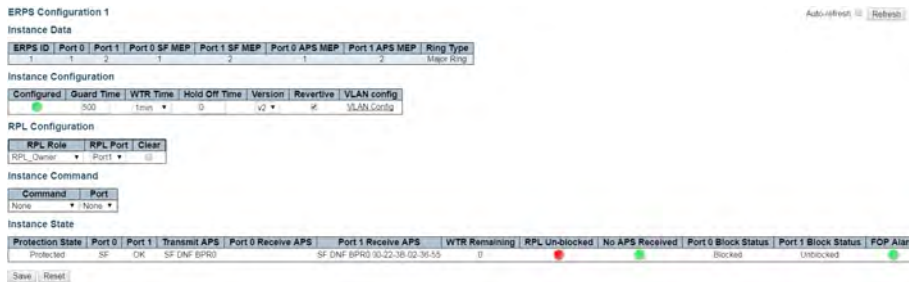 ERPS Configuration 1
Auto-refresh Refresh
Instance Data
ERPS ID Port 0 Port 1 Port 0 SF MEP Port 1 SF MEP Port 0 APS MEP Port 1 APS MEP Ring Type
1 1 2 1 2 1 2 Major Ring
Instance Configuration
Configured Guard Time WTR Time Hold Off Time Version Revertive VLAN config
500 1min 0 v2 VLAN Config
RPL Configuration
RPL Role RPL Port Clear
RPL_Owner Port1
Instance Command
Command Port
None None
Instance State
Protection State Port 0 Port 1 Transmit APS Port 0 Receive APS Port 1 Receive APS WTR Remaining RPL Un-blocked No APS Received Port 0 Block Status Port 1 Block Status FOP Alar
Protected SF OK SF DNF BPR0 SF DNF BPR0 00-22-3B-02-36-55 0 Blocked Unblocked
Save Reset